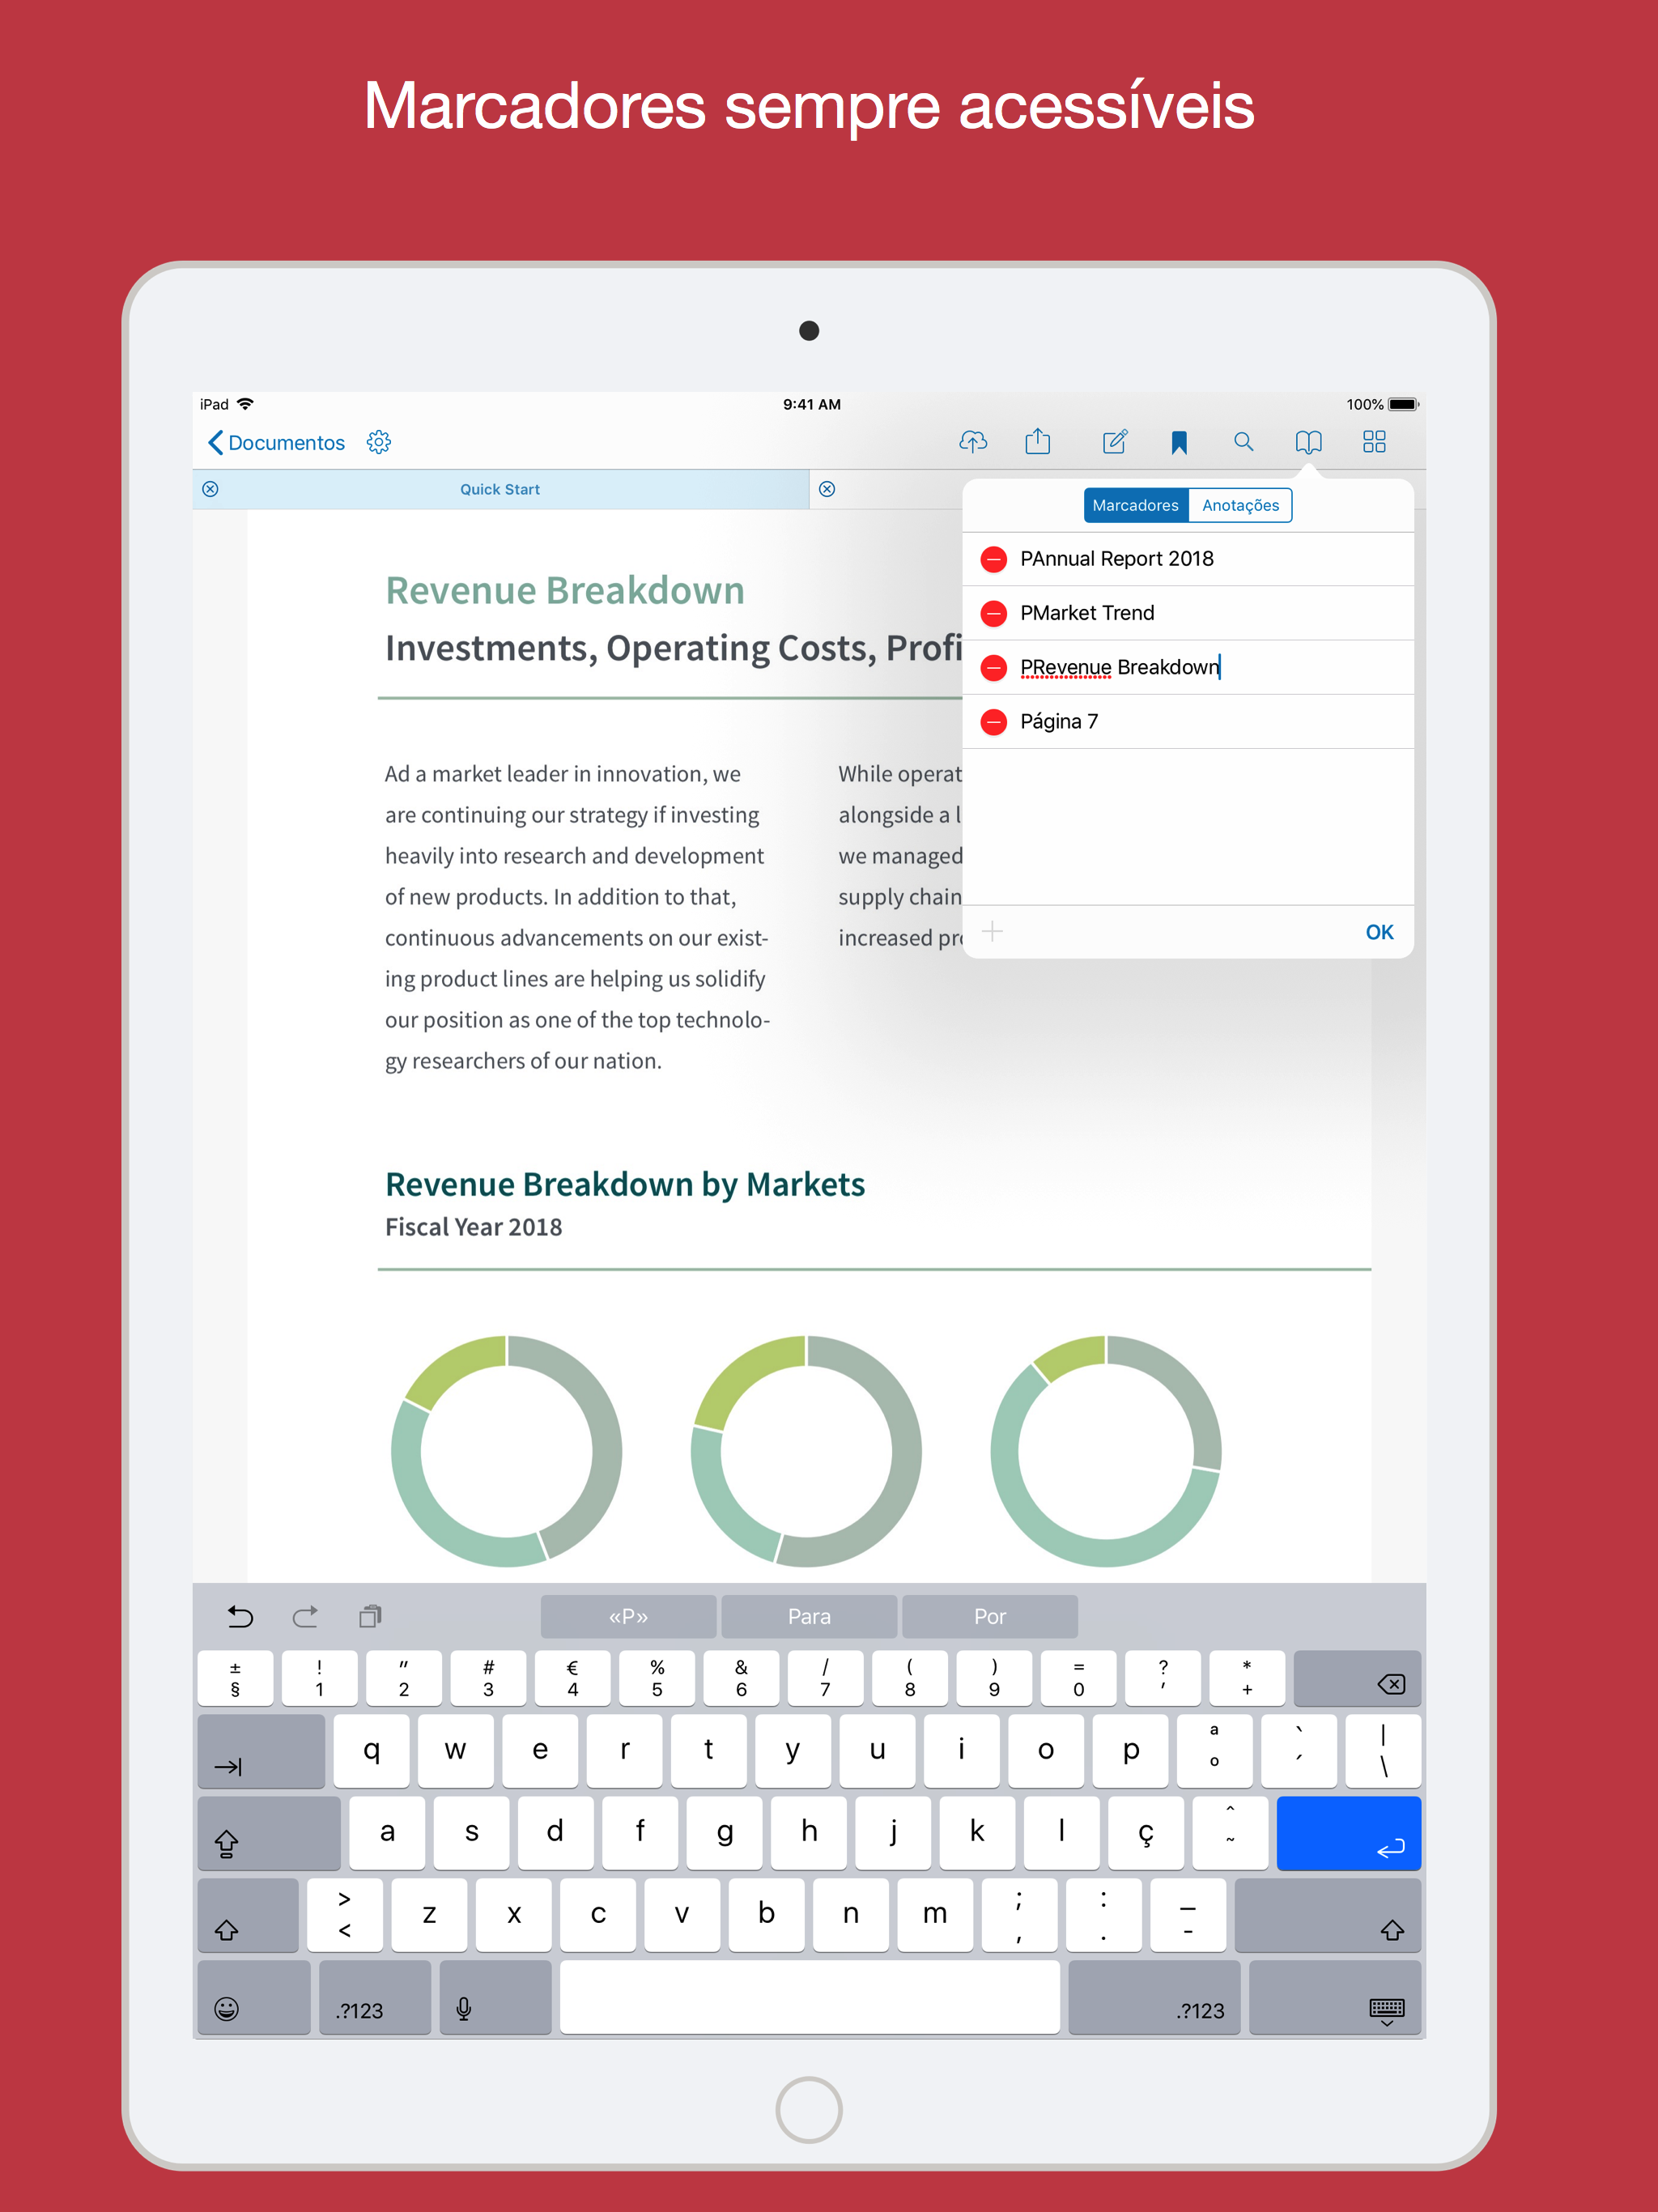 Marcadores sempre acessíveis
iPad
9:41 AM
100%
Documentos
Quick Start
Marcadores
Anotações
PAnnual Report 2018
PMarket Trend
PRevenue Breakdown
Página 7
OK
Revenue Breakdown
Investments, Operating Costs, Profi
Ad a market leader in innovation, we
are continuing our strategy if investing
heavily into research and development
of new products. In addition to that,
continuous advancements on our exist-
ing product lines are helping us solidify
our position as one of the top technolo-
gy researchers of our nation.
While operat
alongside a l
we managed
supply chain
increased pr
Revenue Breakdown by Markets
Fiscal Year 2018
«P» Para Por
± ! " # € % & / ( ) = ? *
§ 1 2 3 4 5 6 7 8 9 0 ' +
q w e r t y u i o p ª º ` ´ | \
a s d f g h j k l ç ^ ~
> < z x c v b n m ; , : . _ -
.?123 .?123